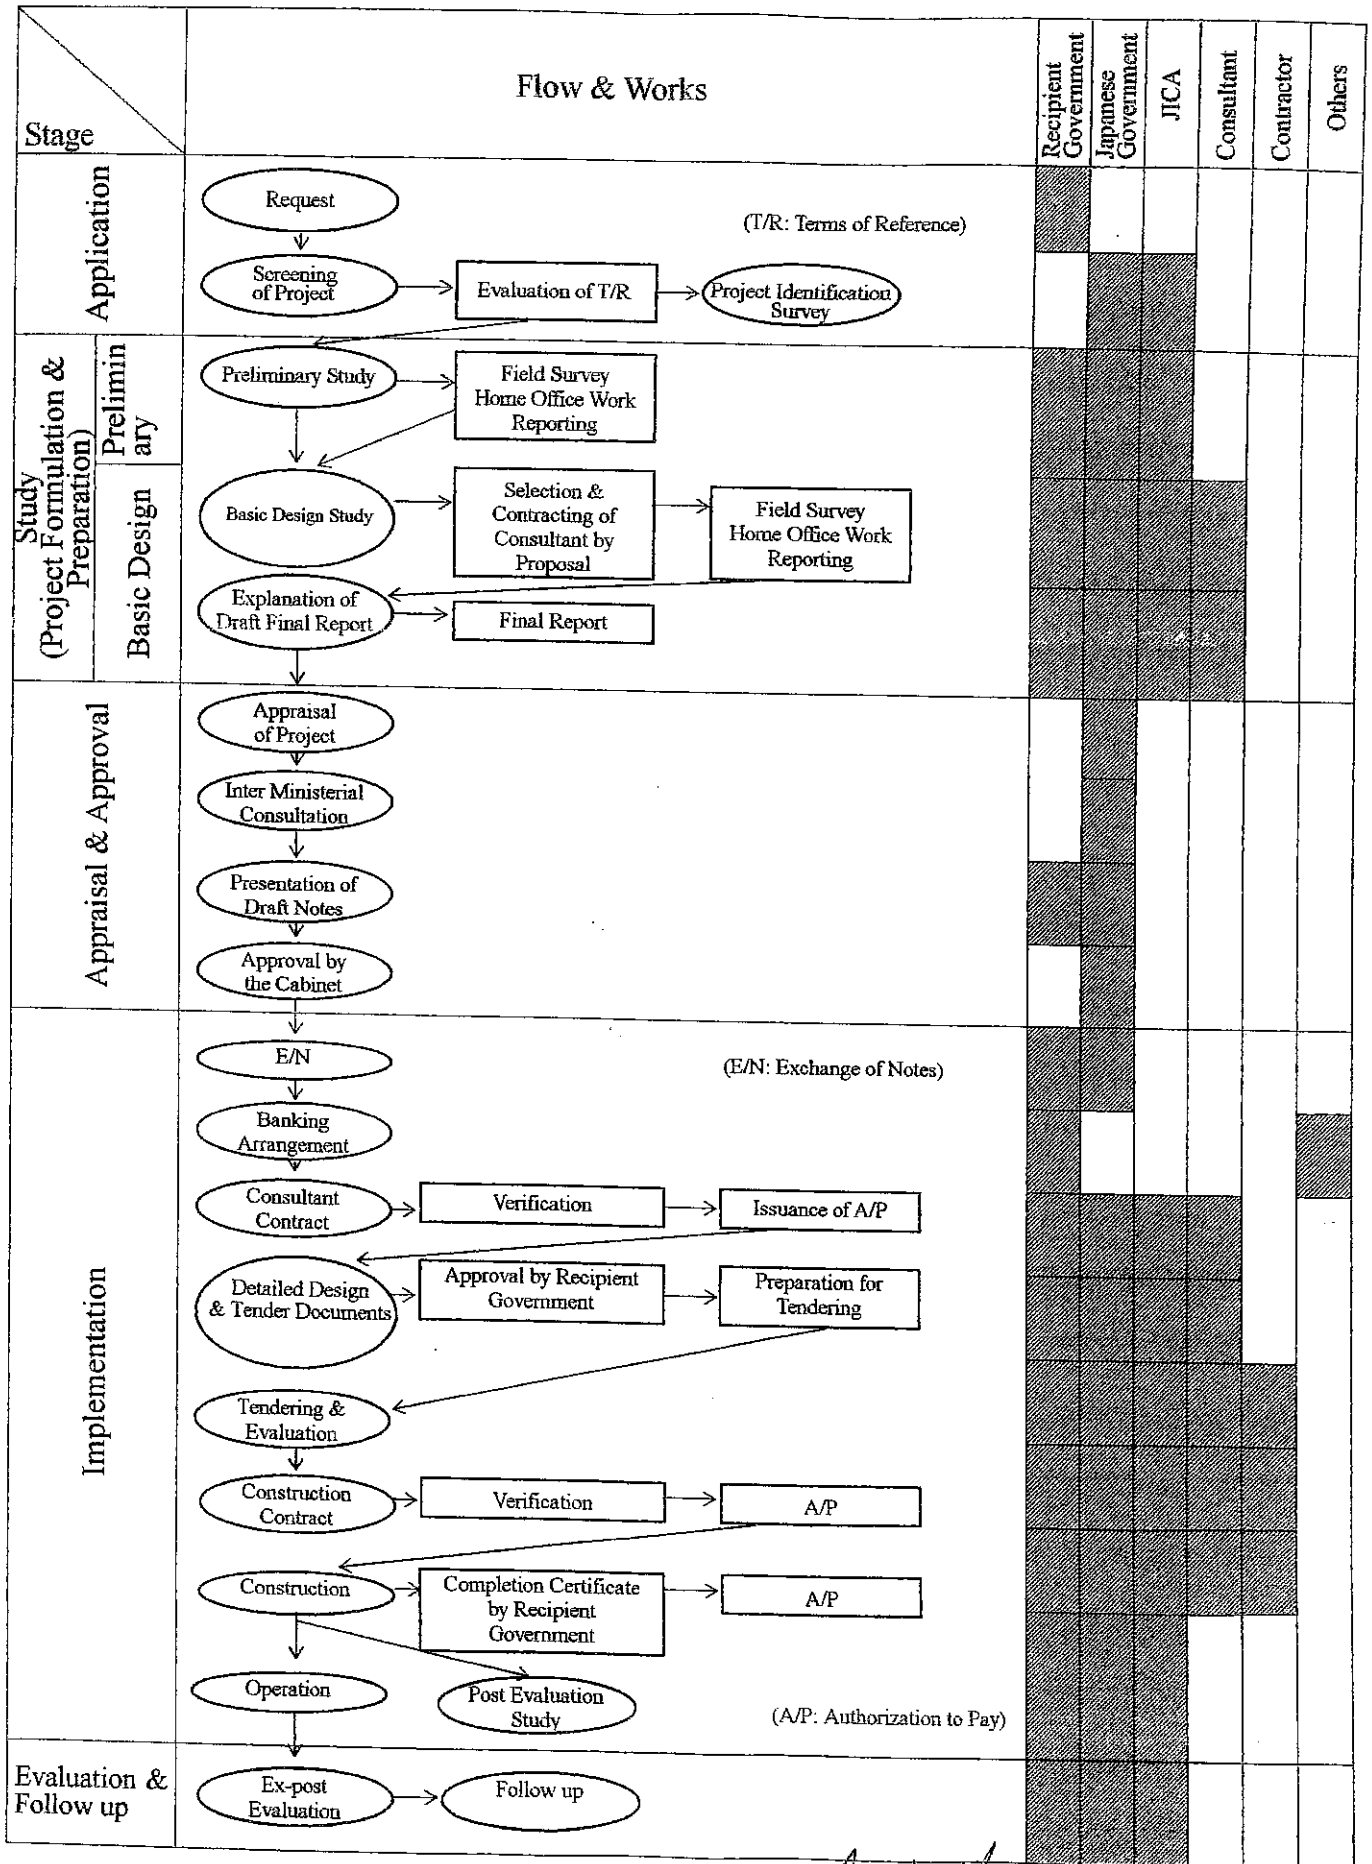 Stage
Flow & Works
Recipient
Government
Japanese
Government
JICA
Consultant
Contractor
Others
Application
Request
(T/R: Terms of Reference)
Screening
of Project
Evaluation of T/R
Project Identification
Survey
Study
(Project Formulation &
Preparation)
Prelimin
ary
Preliminary Study
Field Survey
Home Office Work
Reporting
Basic Design
Basic Design Study
Selection &
Contracting of
Consultant by
Proposal
Field Survey
Home Office Work
Reporting
Explanation of
Draft Final Report
Final Report
Appraisal & Approval
Appraisal
of Project
Inter Ministerial
Consultation
Presentation of
Draft Notes
Approval by
the Cabinet
Implementation
E/N
(E/N: Exchange of Notes)
Banking
Arrangement
Consultant
Contract
Verification
Issuance of A/P
Detailed Design
& Tender Documents
Approval by Recipient
Government
Preparation for
Tendering
Tendering &
Evaluation
Construction
Contract
Verification
A/P
Construction
Completion Certificate
by Recipient
Government
A/P
Operation
Post Evaluation
Study
(A/P: Authorization to Pay)
Evaluation &
Follow up
Ex-post
Evaluation
Follow up